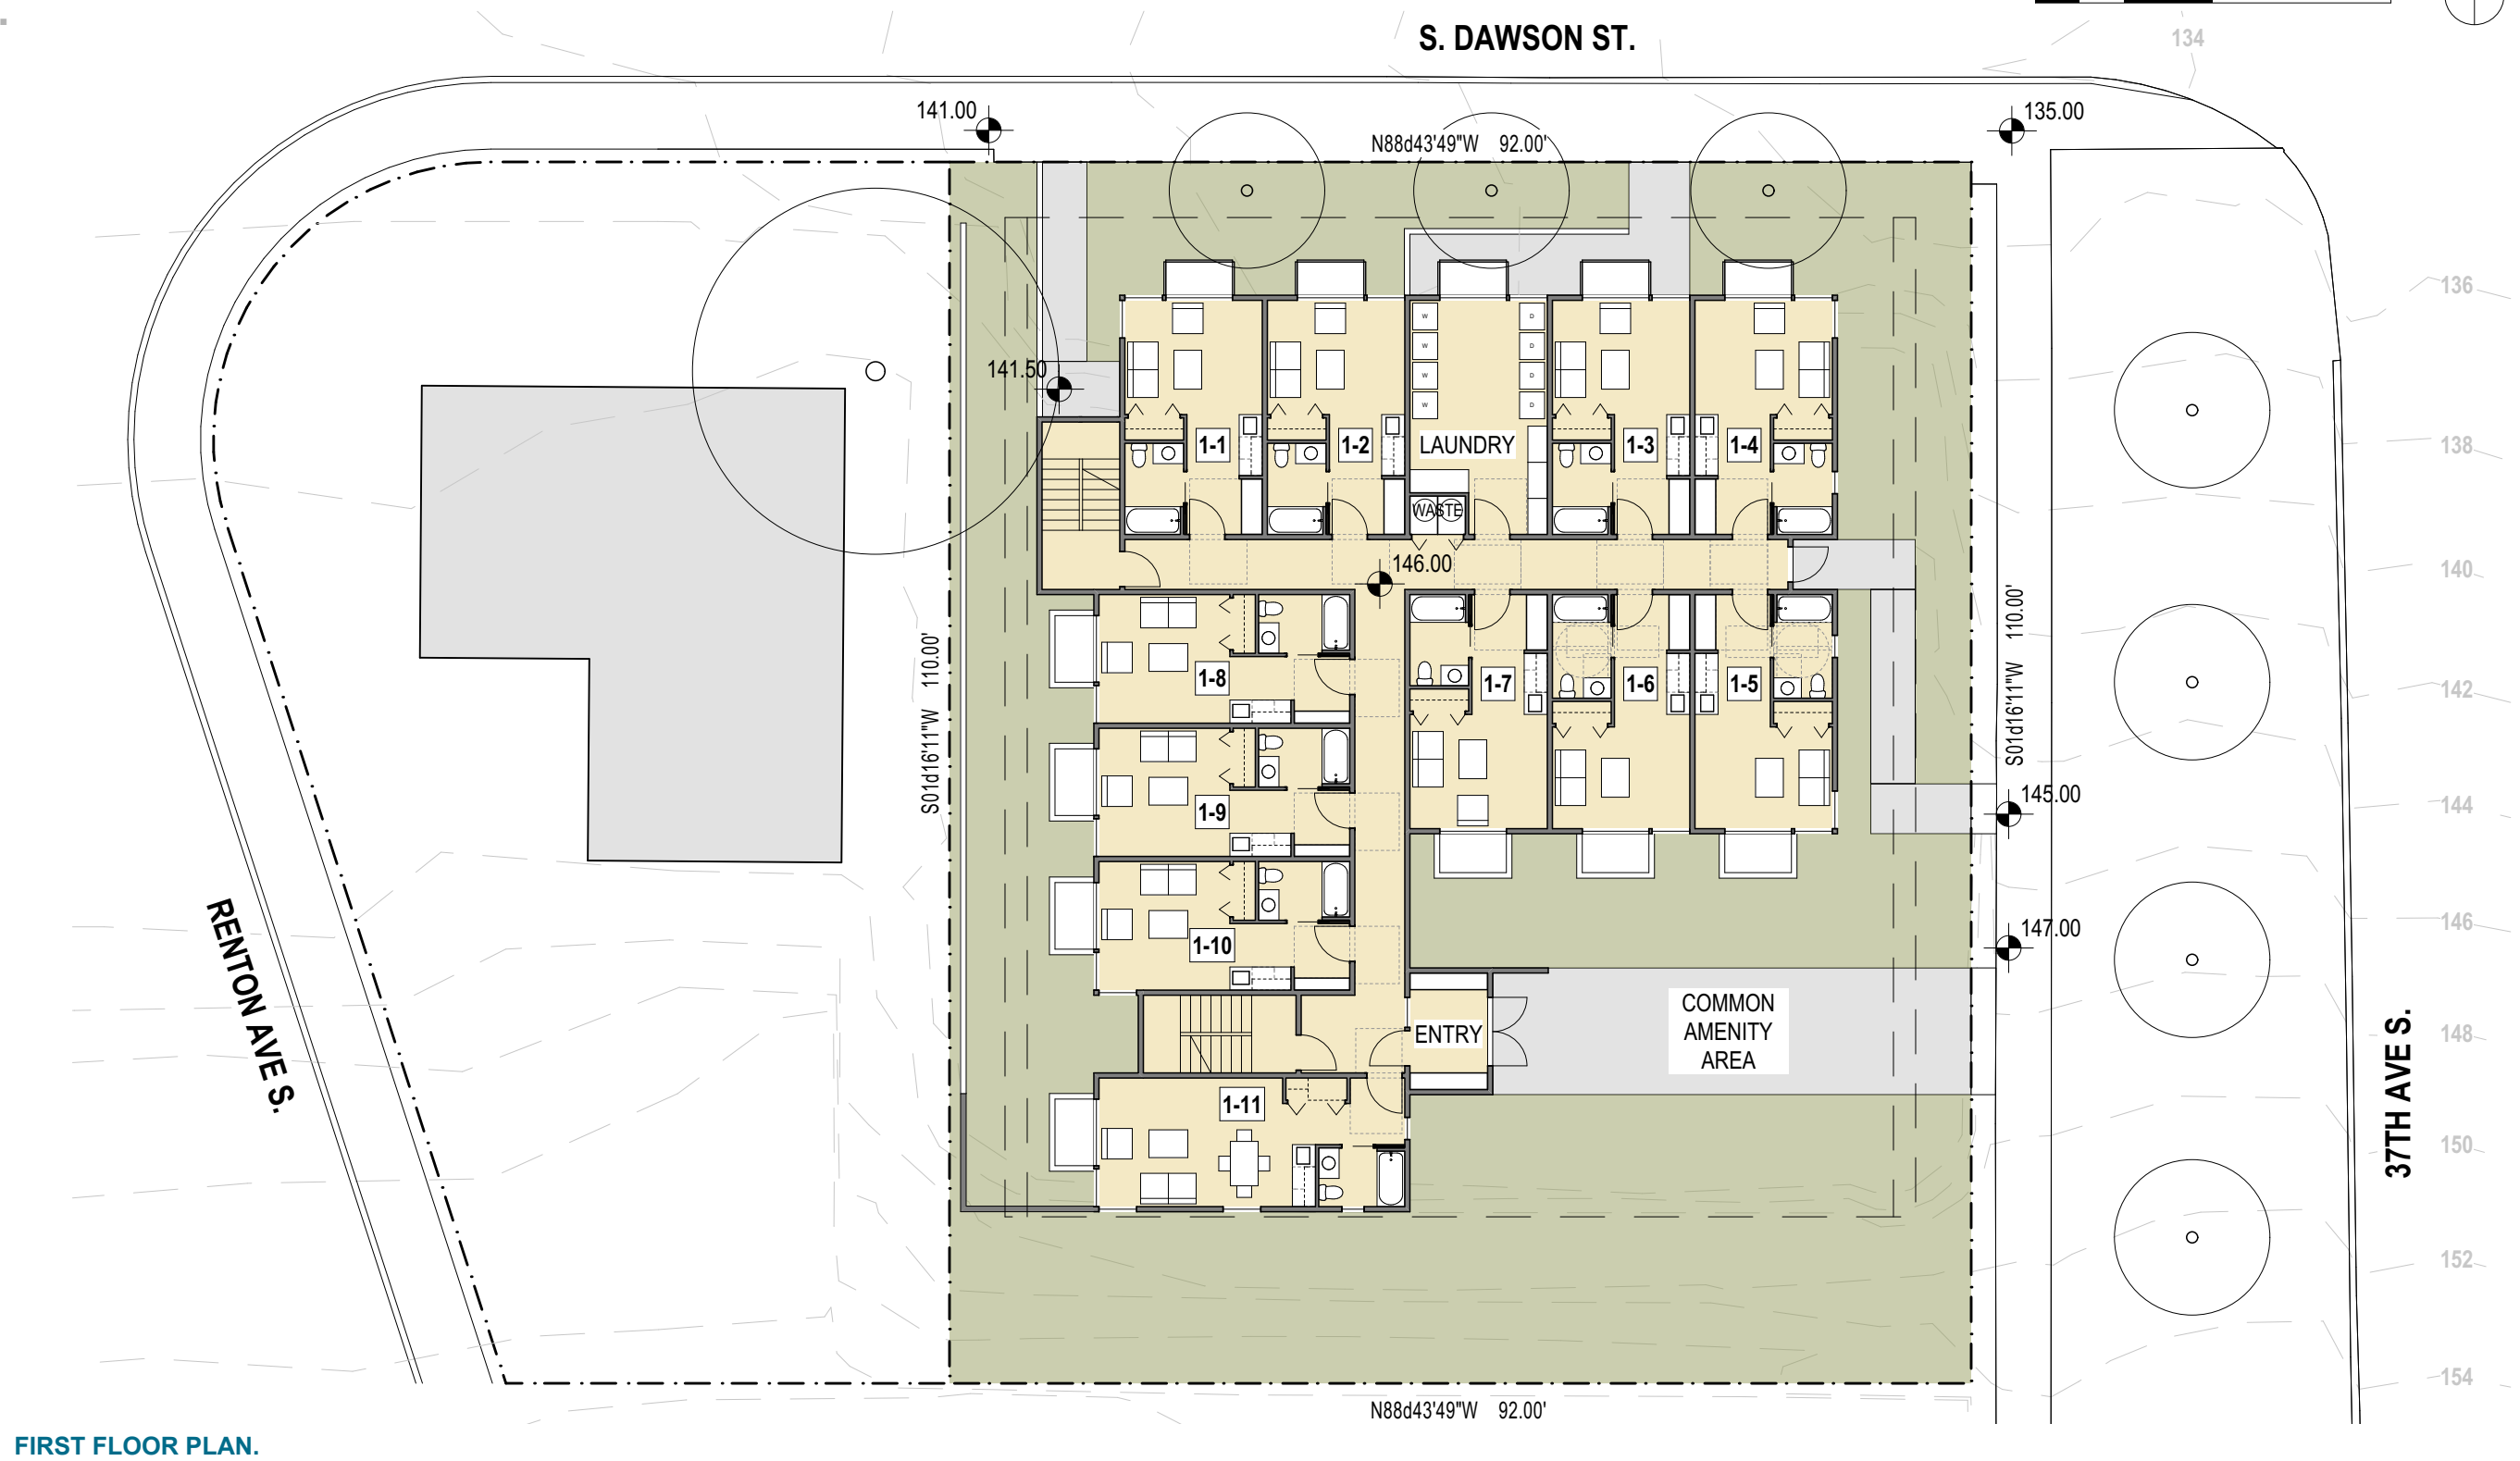 S. DAWSON ST.
134
141.00
135.00
N88d43'49"W 92.00'
136
141.50
W
D
W
D
W
D
W
D
1-1
1-2
LAUNDRY
1-3
1-4
138
WASTE
146.00
140
S01d16'11"W 110.00'
S01d16'11"W 110.00'
1-8
1-7
1-6
1-5
142
145.00
144
1-9
147.00
146
1-10
RENTON AVE S.
COMMON
AMENITY
AREA
ENTRY
148
37TH AVE S.
1-11
150
152
154
N88d43'49"W 92.00'
FIRST FLOOR PLAN.